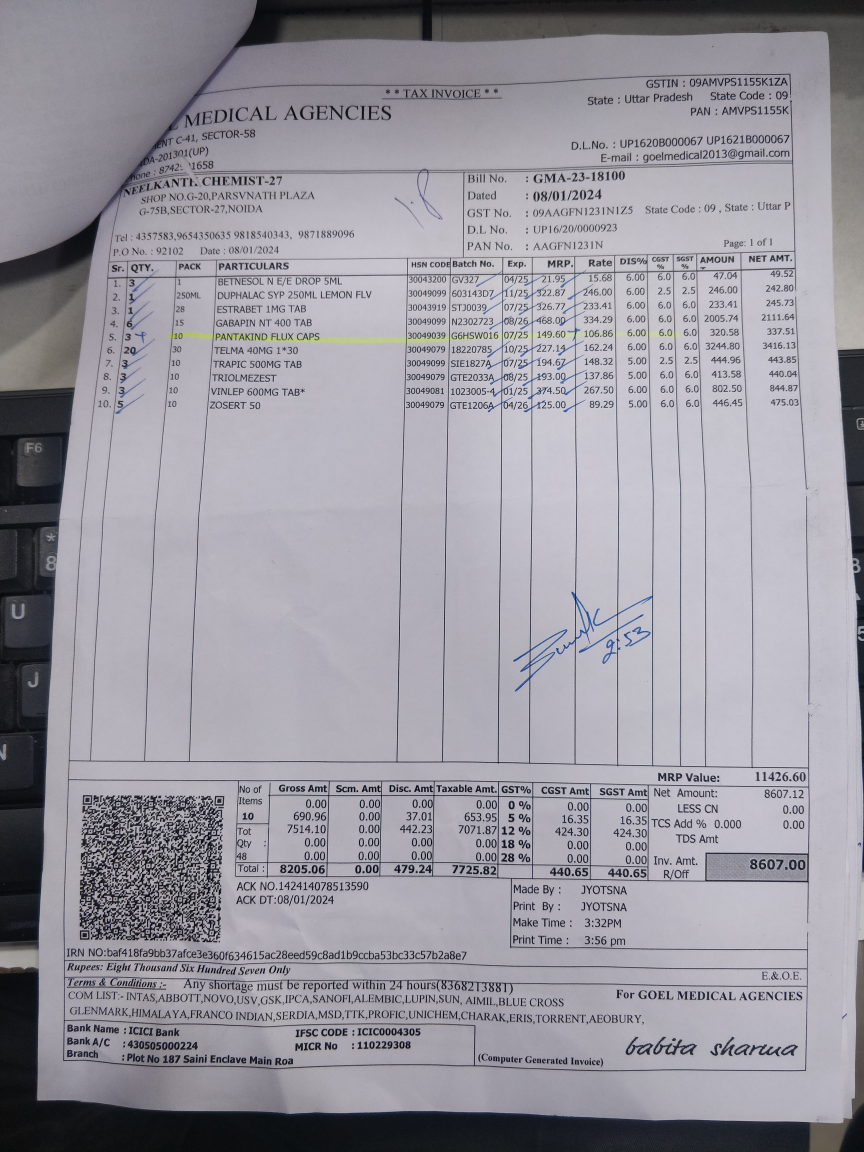 * * TAX INVOICE * *
GSTIN : 09AMVPS1155K1ZA
State : Uttar Pradesh State Code : 09
PAN : AMVPS1155K
MEDICAL AGENCIES
C-41, SECTOR-58
201301(UP)
D.L.No. : UP1620B000067 UP1621B000067
E-mail : goelmedical2013@gmail.com
NEELKANTH CHEMIST-27
SHOP NO.G-20,PARSVNATH PLAZA
G-75B,SECTOR-27,NOIDA
Tel : 4357583,9654350635 9818540343, 9871889096
P.O No. : 92102 Date : 08/01/2024
Bill No. : GMA-23-18100
Dated : 08/01/2024
GST No. : 09AAGFN1231N1Z5 State Code : 09 , State : Uttar P
D.L No. : UP16/20/0000923
PAN No. : AAGFN1231N
Page: 1 of 1
Sr. QTY. PACK PARTICULARS HSN CODE Batch No. Exp. MRP. Rate DIS% CGST % SGST % AMOUN NET AMT.
1. 3 1 BETNESOL N E/E DROP 5ML 30043200 GV327 04/25 21.95 15.68 6.00 6.0 6.0 47.04 49.52
2. 1 250ML DUPHALAC SYP 250ML LEMON FLV 30049099 603143D7 11/25 322.87 246.00 6.00 2.5 2.5 246.00 242.80
3. 1 28 ESTRABET 1MG TAB 30043919 ST30039 07/25 326.77 233.41 6.00 6.0 6.0 233.41 245.73
4. 6 15 GABAPIN NT 400 TAB 30049099 N2302723 08/26 468.00 334.29 6.00 6.0 6.0 2005.74 2111.64
5. 3 10 PANTAKIND FLUX CAPS 30049039 G6HSW016 07/25 149.60 106.86 6.00 6.0 6.0 320.58 337.51
6. 20 30 TELMA 40MG 1*30 30049079 18220785 10/25 227.14 162.24 6.00 6.0 6.0 3244.80 3416.13
7. 3 10 TRAPIC 500MG TAB 30049099 SIE1827A 07/25 194.67 148.32 5.00 2.5 2.5 444.96 443.85
8. 3 10 TRIOLMEZEST 30049079 GTE2033A 08/25 193.00 137.86 5.00 6.0 6.0 413.58 440.04
9. 3 10 VINLEP 600MG TAB* 30049081 1023005-4 01/25 374.50 267.50 6.00 6.0 6.0 802.50 844.87
10. 5 10 ZOSERT 50 30049079 GTE1206A 04/26 125.00 89.29 5.00 6.0 6.0 446.45 475.03
2:53
MRP Value: 11426.60
No of Items Gross Amt Scm. Amt Disc. Amt Taxable Amt. GST% CGST Amt SGST Amt
0.00 0.00 0.00 0.00 0 % 0.00 0.00
10 690.96 0.00 37.01 653.95 5 % 16.35 16.35
Tot 7514.10 0.00 442.23 7071.87 12 % 424.30 424.30
Qty : 0.00 0.00 0.00 0.00 18 % 0.00 0.00
48 0.00 0.00 0.00 0.00 28 % 0.00 0.00
Total : 8205.06 0.00 479.24 7725.82 440.65 440.65
Net Amount: 8607.12
LESS CN 0.00
TCS Add % 0.000 0.00
TDS Amt
Inv. Amt. R/Off 8607.00
ACK NO.142414078513590
ACK DT:08/01/2024
Made By : JYOTSNA
Print By : JYOTSNA
Make Time : 3:32PM
Print Time : 3:56 pm
IRN NO:baf418fa9bb37afce3e360f634615ac28eed59c8ad1b9ccba53bc33c57b2a8e7
Rupees: Eight Thousand Six Hundred Seven Only
E.& O.E.
Terms & Conditions :- Any shortage must be reported within 24 hours(8368213881)
COM LIST:- INTAS,ABBOTT,NOVO,USV,GSK,IPCA,SANOFI,ALEMBIC,LUPIN,SUN, AIMIL,BLUE CROSS
GLENMARK,HIMALAYA,FRANCO INDIAN,SERDIA,MSD,TTK,PROFIC,UNICHEM,CHARAK,ERIS,TORRENT,AEOBURY,
For GOEL MEDICAL AGENCIES
Bank Name : ICICI Bank IFSC CODE : ICIC0004305
Bank A/C : 430505000224 MICR No : 110229308
Branch : Plot No 187 Saini Enclave Main Roa
(Computer Generated Invoice)
babita sharma
F6
*
8
U
J
N